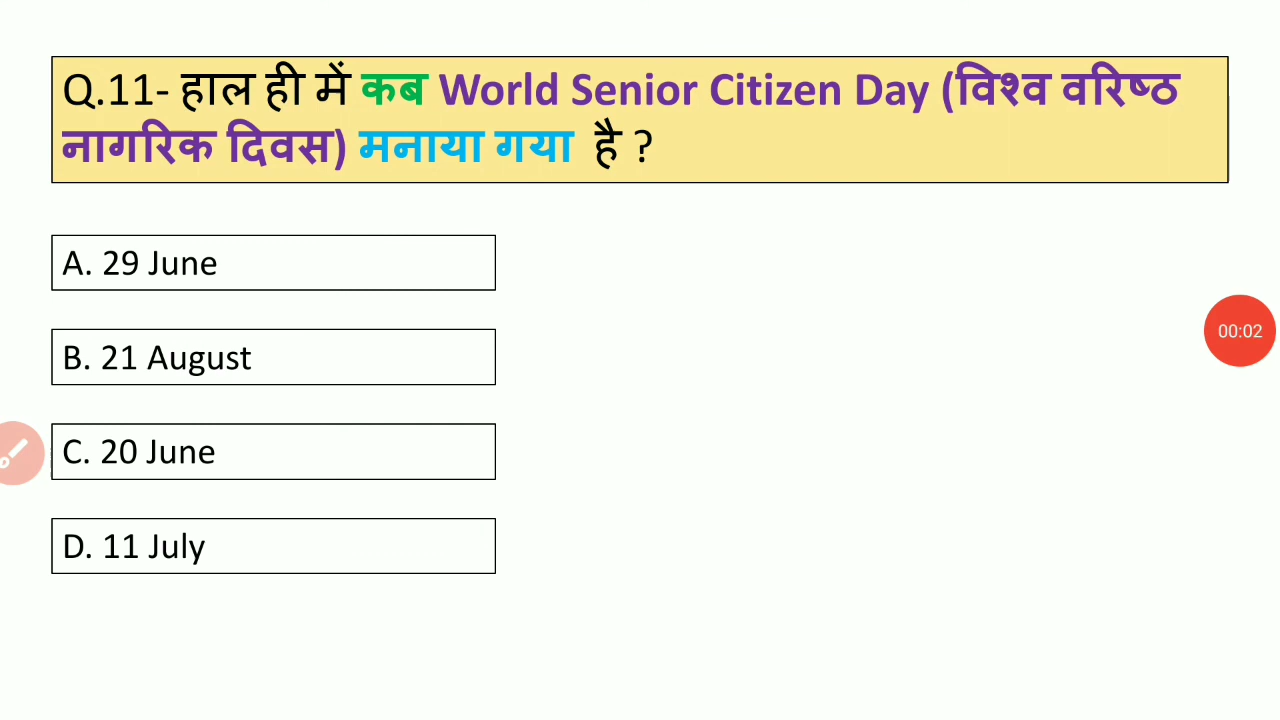 Q.11- हाल ही में कब World Senior Citizen Day (विश्व वरिष्ठ
नागरिक दिवस) मनाया गया है ?
A. 29 June
B. 21 August
00:02
C. 20 June
D. 11 July